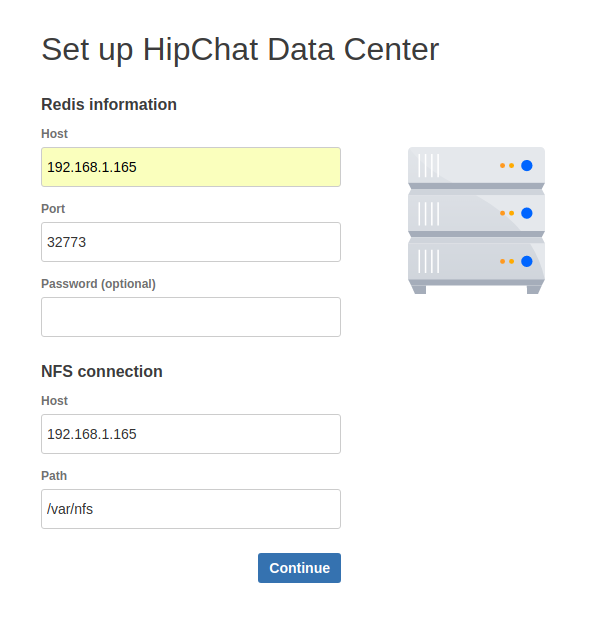 Set up HipChat Data Center
Redis information
Host
192.168.1.165
Port
32773
Password (optional)
NFS connection
Host
192.168.1.165
Path
/var/nfs
Continue